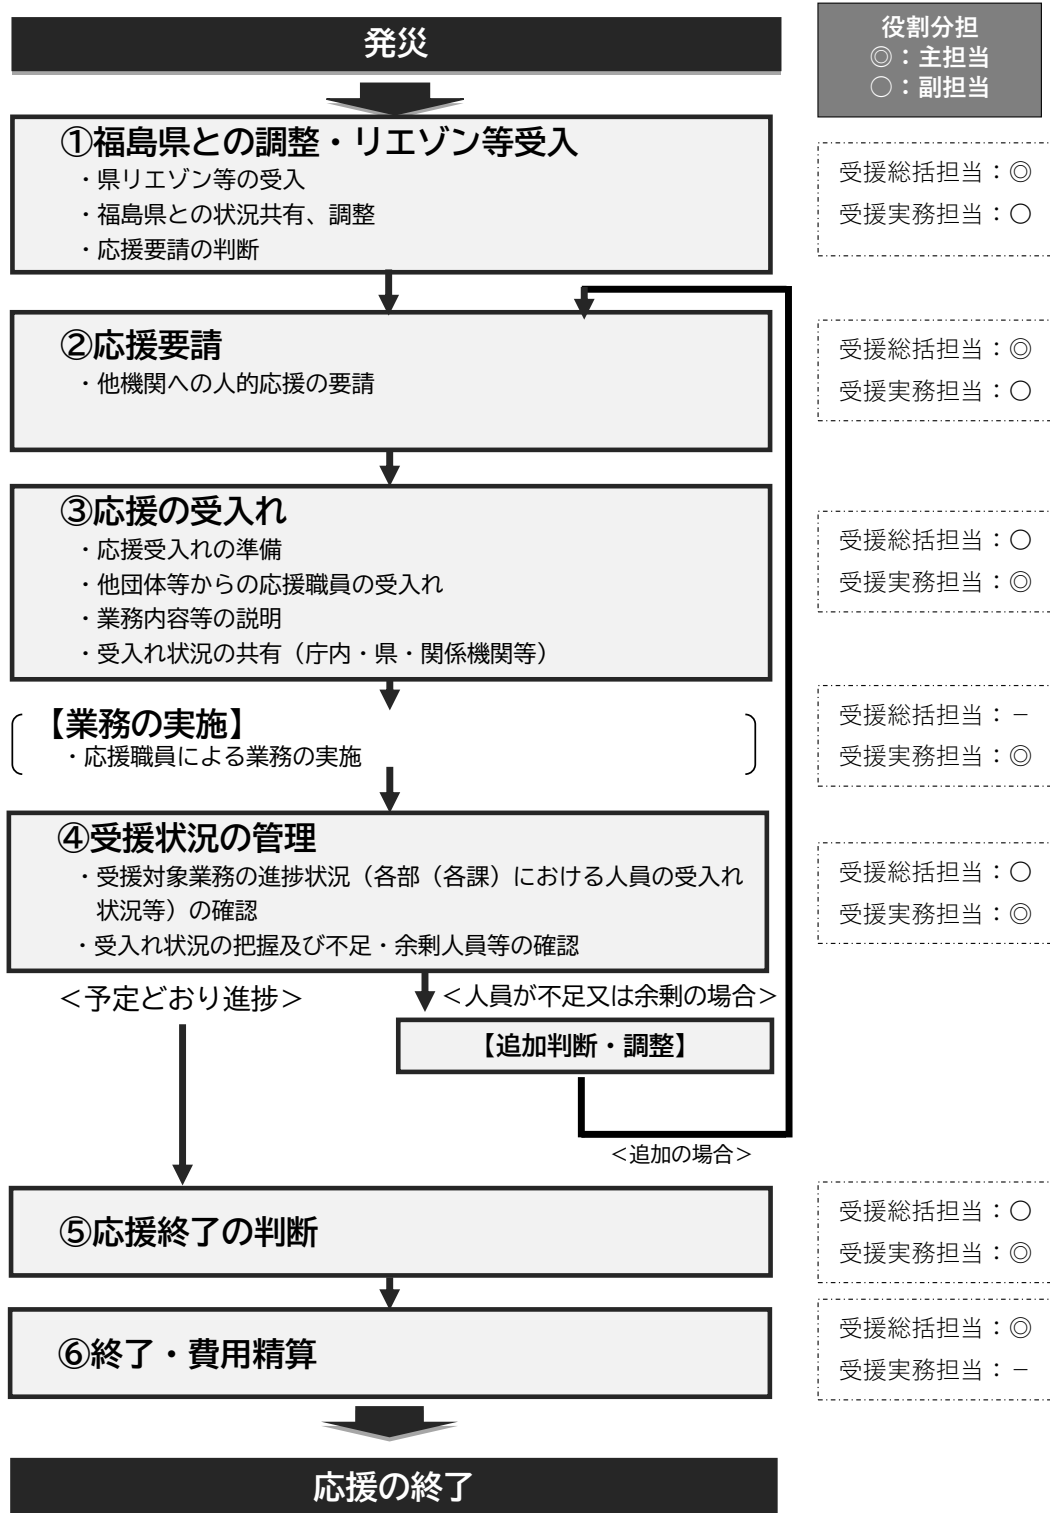 発災
役割分担
◎：主担当
○：副担当
①福島県との調整・リエゾン等受入
・県リエゾン等の受入
・福島県との状況共有、調整
・応援要請の判断
受援総括担当：◎
受援実務担当：○
②応援要請
・他機関への人的応援の要請
受援総括担当：◎
受援実務担当：○
③応援の受入れ
・応援受入れの準備
・他団体等からの応援職員の受入れ
・業務内容等の説明
・受入れ状況の共有（庁内・県・関係機関等）
受援総括担当：○
受援実務担当：◎
【業務の実施】
・応援職員による業務の実施
受援総括担当：－
受援実務担当：◎
④受援状況の管理
・受援対象業務の進捗状況（各部（各課）における人員の受入れ
状況等）の確認
・受入れ状況の把握及び不足・余剰人員等の確認
受援総括担当：○
受援実務担当：◎
＜予定どおり進捗＞
＜人員が不足又は余剰の場合＞
【追加判断・調整】
＜追加の場合＞
⑤応援終了の判断
受援総括担当：○
受援実務担当：◎
⑥終了・費用精算
受援総括担当：◎
受援実務担当：－
応援の終了